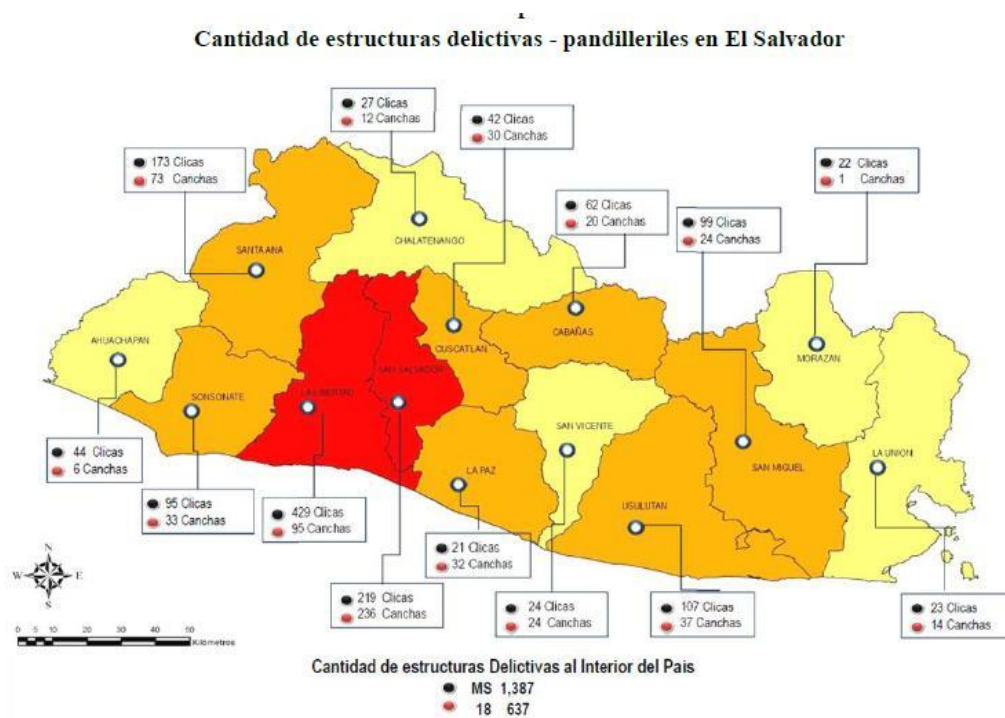 Cantidad de estructuras delictivas - pandilleriles en El Salvador
27 Clicas
12 Canchas
42 Clicas
30 Canchas
173 Clicas
73 Canchas
22 Clicas
1 Canchas
62 Clicas
20 Canchas
99 Clicas
24 Canchas
CHALATENANGO
SANTA ANA
CABAÑAS
AHUACHAPAN
CUSCATLAN
MORAZAN
SAN SALVADOR
LA LIBERTAD
SONSONATE
SAN VICENTE
LA UNION
LA PAZ
SAN MIGUEL
USULUTAN
44 Clicas
6 Canchas
95 Clicas
33 Canchas
429 Clicas
95 Canchas
21 Clicas
32 Canchas
219 Clicas
236 Canchas
24 Clicas
24 Canchas
107 Clicas
37 Canchas
23 Clicas
14 Canchas
N
W E
S
0 5 10 20 30 40 50
Kilómetros
Cantidad de estructuras Delictivas al Interior del Pais
MS 1,387
18 637